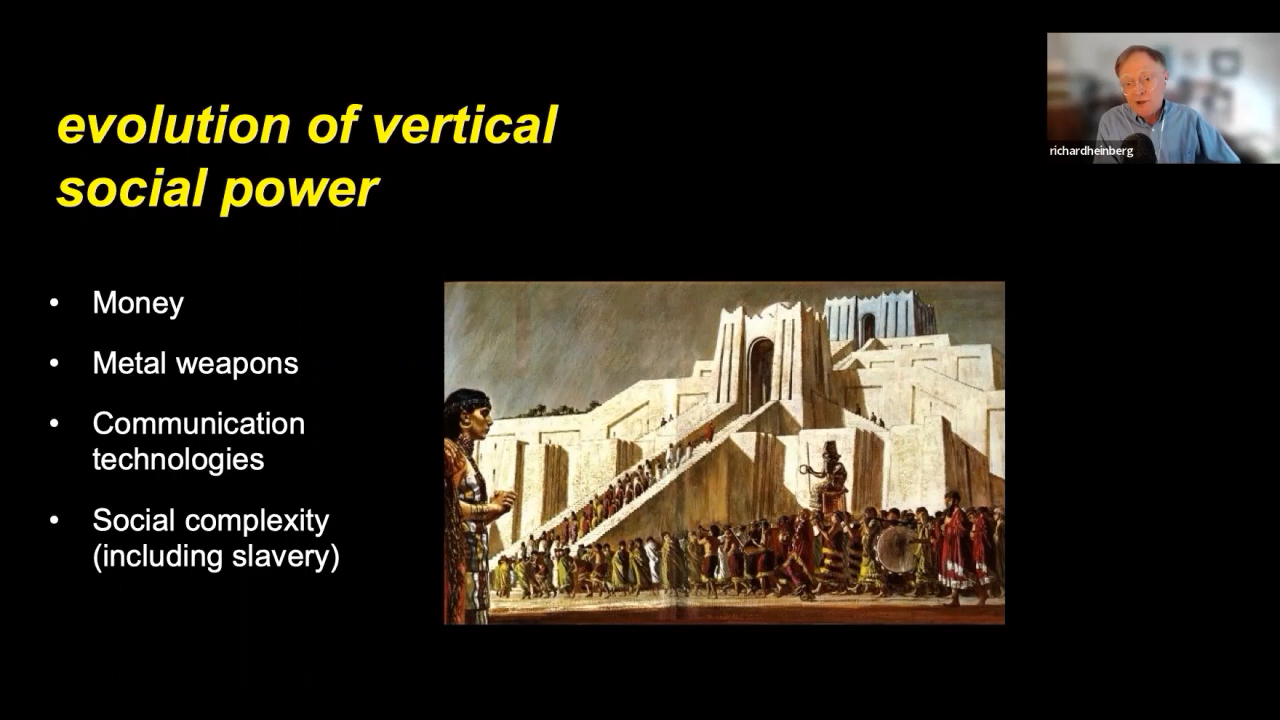 evolution of vertical
social power
richardheinberg
• Money
• Metal weapons
• Communication
technologies
• Social complexity
(including slavery)